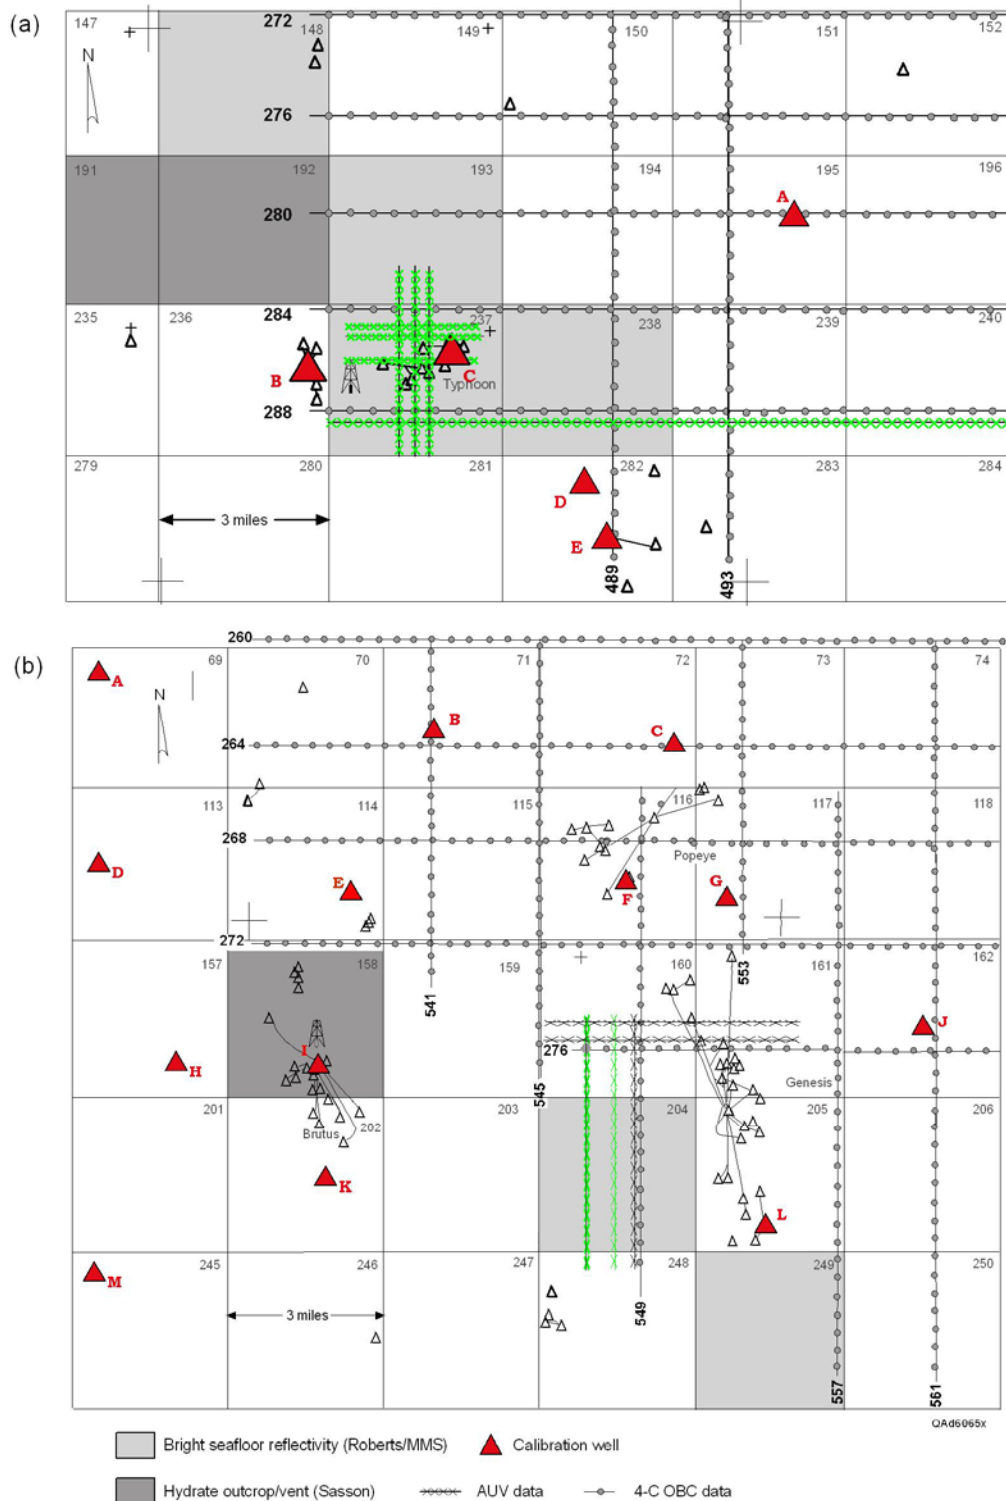 (a)
147
272
148
149
150
151
152
N
276
191
192
193
194
195
196
A
280
235
236
284
237
238
239
240
B
C
Typhoon
288
279
280
281
282
283
284
D
3 miles
E
489
493
(b)
260
69
70
71
72
73
74
A
N
B
C
264
113
114
115
116
117
118
268
Popeye
D
E
F
G
272
157
158
159
160
161
162
541
553
J
I
276
H
Genesis
545
201
202
203
204
205
206
Brutus
K
L
245
246
247
248
249
250
M
3 miles
549
557
561
QAd6065x
Bright seafloor reflectivity (Roberts/MMS)
Calibration well
Hydrate outcrop/vent (Sasson)
AUV data
4-C OBC data